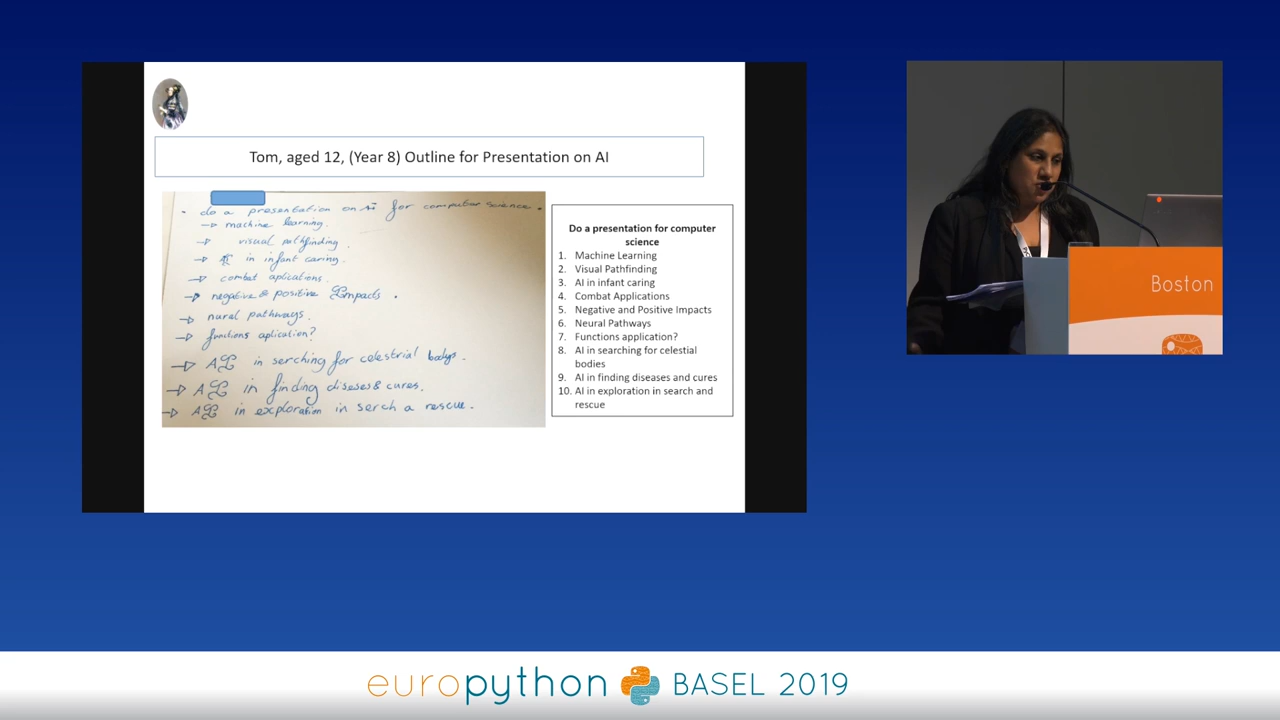 Tom, aged 12, (Year 8) Outline for Presentation on AI
- do a presentation on AI for computer science.
→ machine learning.
→ visual pathfinding.
→ AI in infant caring.
→ combat aplications.
→ negative & positive Impacts.
→ nural pathways.
→ functions aplication?
→ AI in serching for celestrial bodys.
→ AI in finding diseses & cures.
→ AI in exploration in serch a rescue.
Do a presentation for computer
science
1. Machine Learning
2. Visual Pathfinding
3. AI in infant caring
4. Combat Applications
5. Negative and Positive Impacts
6. Neural Pathways
7. Functions application?
8. AI in searching for celestial
bodies
9. AI in finding diseases and cures
10. AI in exploration in search and
rescue
Boston
europython BASEL 2019